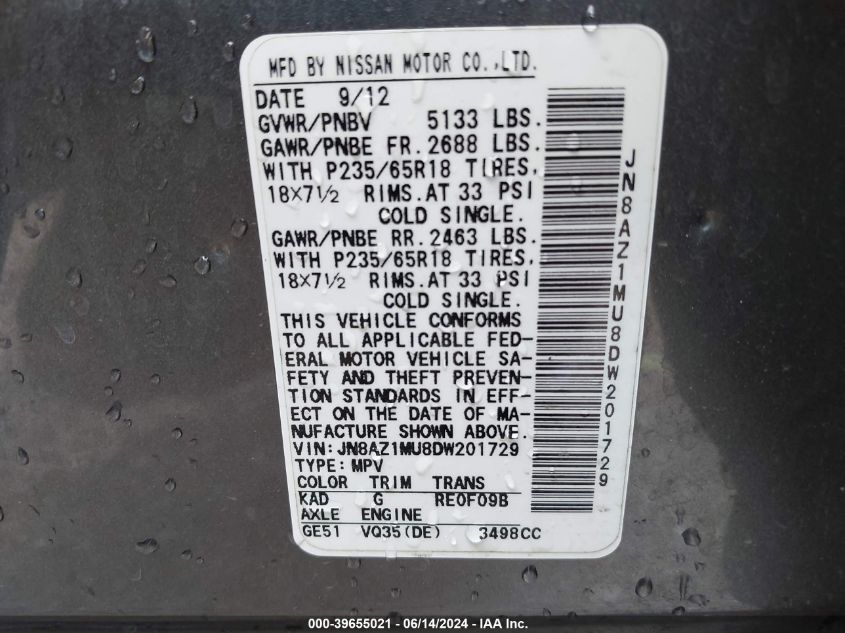 MFD BY NISSAN MOTOR CO.,LTD.
DATE 9/12
GVWR/PNBV 5133 LBS.
GAWR/PNBE FR. 2688 LBS.
WITH P235/65R18 TIRES,
18X7½ RIMS. AT 33 PSI
COLD SINGLE.
GAWR/PNBE RR. 2463 LBS.
WITH P235/65R18 TIRES,
18X7½ RIMS. AT 33 PSI
COLD SINGLE.
THIS VEHICLE CONFORMS
TO ALL APPLICABLE FED-
ERAL MOTOR VEHICLE SA-
FETY AND THEFT PREVEN-
TION STANDARDS IN EFF-
ECT ON THE DATE OF MA-
NUFACTURE SHOWN ABOVE.
VIN: JN8AZ1MU8DW201729
TYPE: MPV
COLOR TRIM TRANS
KAD G RE0F09B
AXLE ENGINE
GE51 VQ35(DE) 3498CC
JN8AZ1MU8DW201729
000-39655021 - 06/14/2024 - IAA Inc.